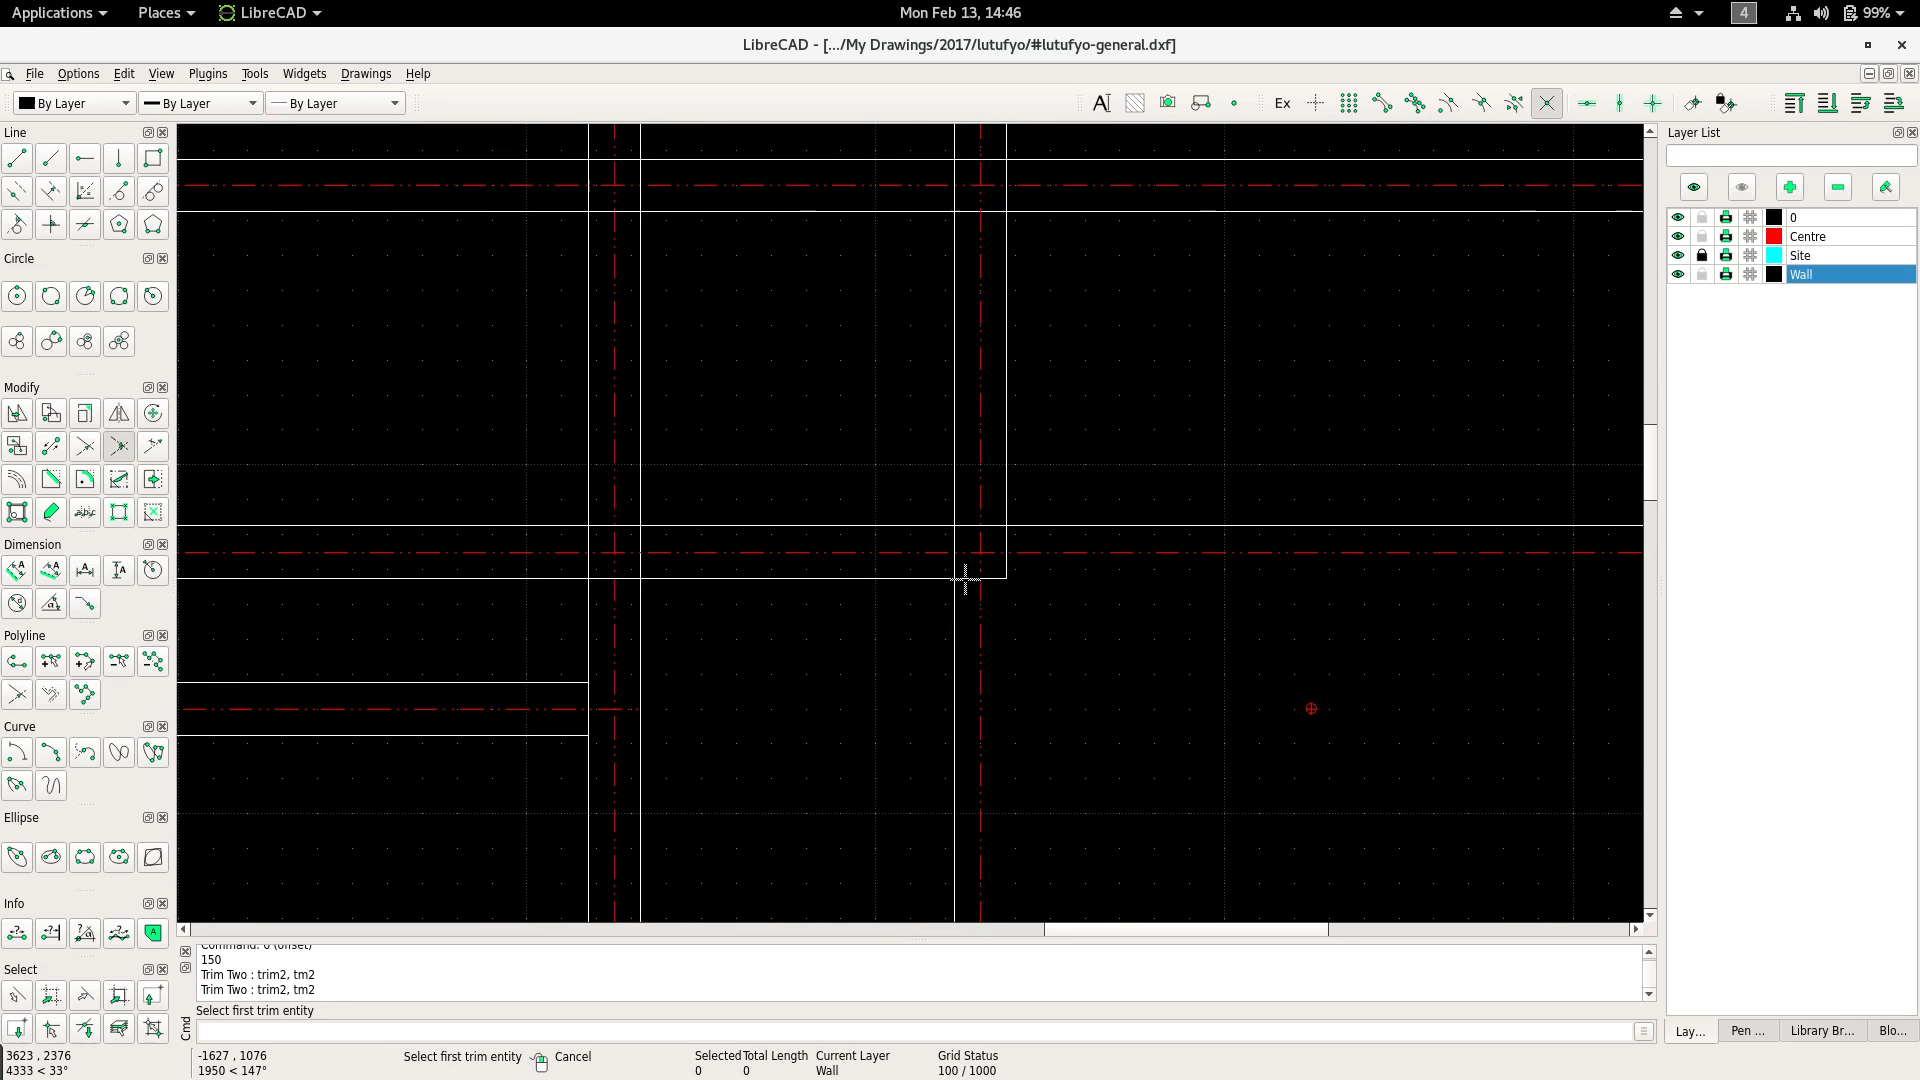 Applications Places LibreCAD Mon Feb 13, 14:46 4 99%
LibreCAD - [.../My Drawings/2017/lutufyo/#lutufyo-general.dxf]
File Options Edit View Plugins Tools Widgets Drawings Help
By Layer By Layer By Layer A Ex
Line
Layer List
0
Centre
Site
Wall
Circle
Modify
Dimension
Polyline
Curve
Ellipse
Info
Select
Command: o (offset)
150
Trim Two : trim2, tm2
Trim Two : trim2, tm2
Select first trim entity
Cmd
Lay... Pen ... Library Br... Blo...
3623 , 2376 -1627 , 1076 Select first trim entity Cancel Selected Total Length Current Layer Grid Status
4333 < 33° 1950 < 147° 0 0 Wall 100 / 1000